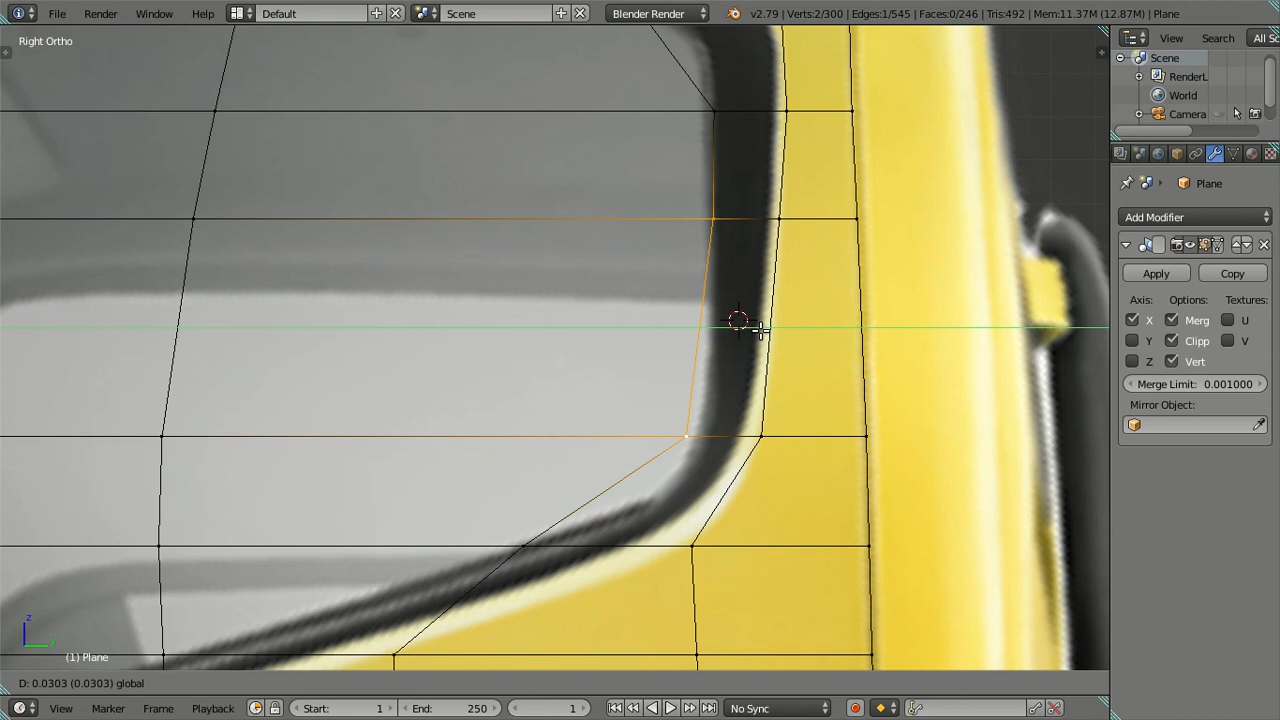 File Render Window Help Default Scene Blender Render v2.79 | Verts:2/300 | Edges:1/545 | Faces:0/246 | Tris:492 | Mem:11.37M (12.87M) | Plane
Right Ortho
View Search All Sc
Scene
RenderL
World
Camera
Plane
Add Modifier
Apply Copy
Axis: Options: Textures:
X Merg U
Y Clipp V
Z Vert
Merge Limit: 0.001000
Mirror Object:
z
y
(1) Plane
D: 0.0303 (0.0303) global
View Marker Frame Playback Start: 1 End: 250 1 No Sync